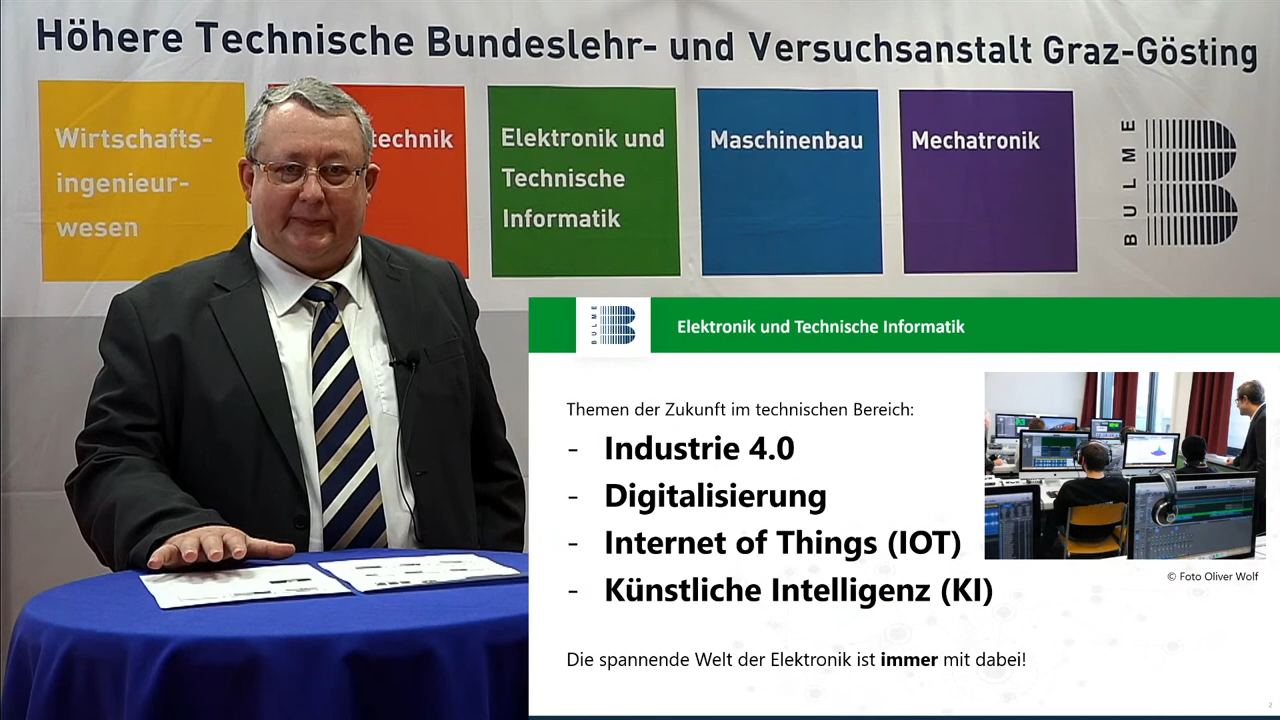 Höhere Technische Bundeslehr- und Versuchsanstalt Graz-Gösting
Wirtschafts-
ingenieur-
wesen
technik
Elektronik und
Technische
Informatik
Maschinenbau
Mechatronik
BULME
BULME
Elektronik und Technische Informatik
Themen der Zukunft im technischen Bereich:
- Industrie 4.0
- Digitalisierung
- Internet of Things (IOT)
- Künstliche Intelligenz (KI)
© Foto Oliver Wolf
Die spannende Welt der Elektronik ist immer mit dabei!
2